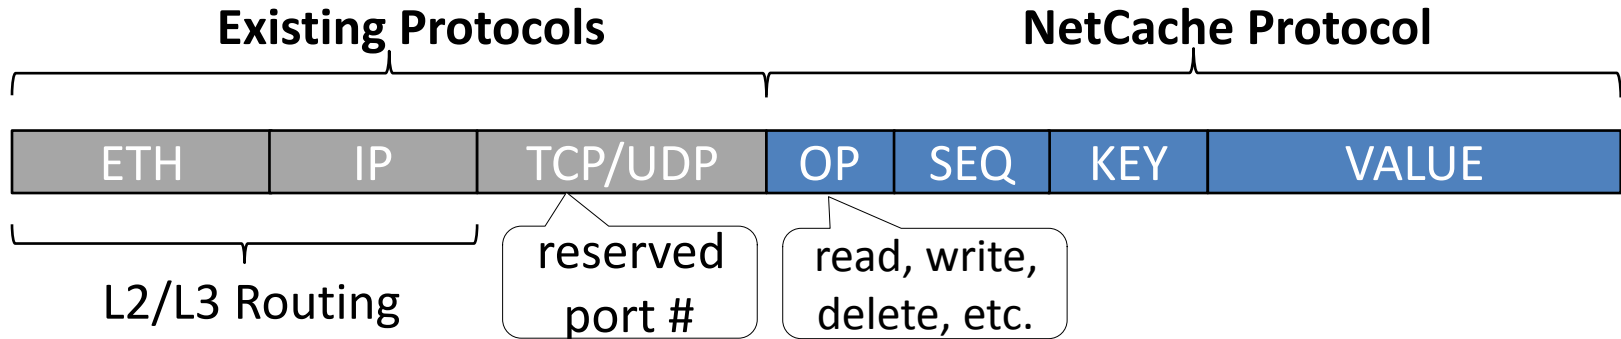 Existing Protocols
NetCache Protocol
ETH
IP
TCP/UDP
OP
SEQ
KEY
VALUE
L2/L3 Routing
reserved
port #
read, write,
delete, etc.